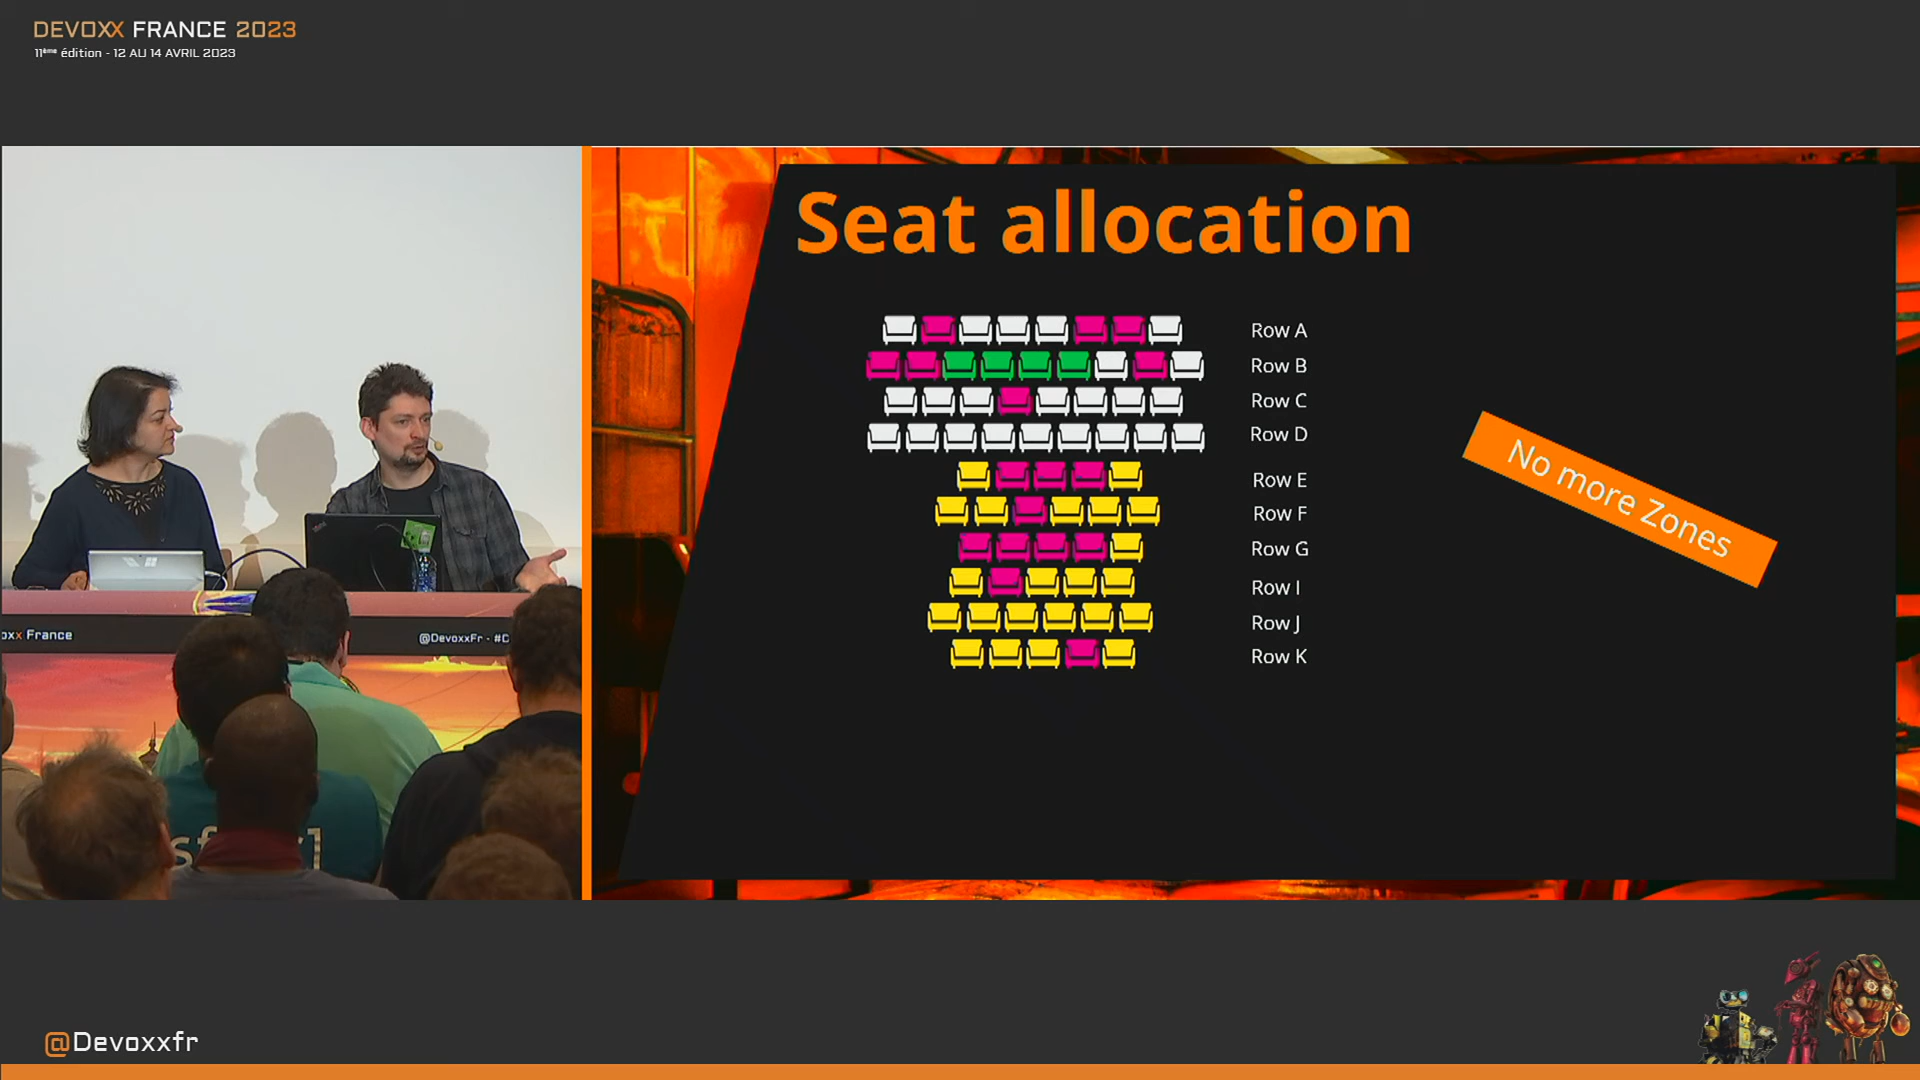 DEVOXX FRANCE 2023
11ème édition - 12 AU 14 AVRIL 2023
Seat allocation
Row A
Row B
Row C
Row D
Row E
Row F
Row G
Row I
Row J
Row K
No more Zones
France
@DevoxxFr - #D
@Devoxxfr